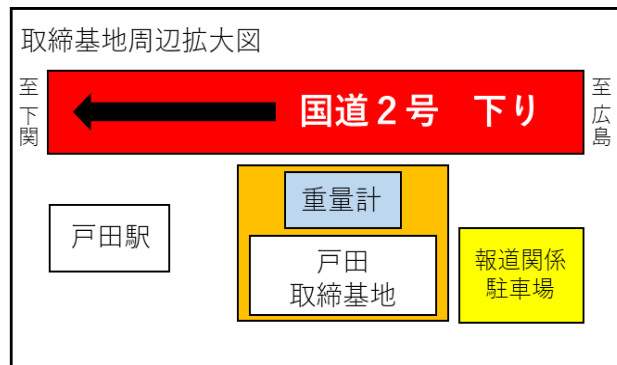 取締基地周辺拡大図
至下関
国道２号　下り
至広島
重量計
戸田駅
戸田
取締基地
報道関係
駐車場